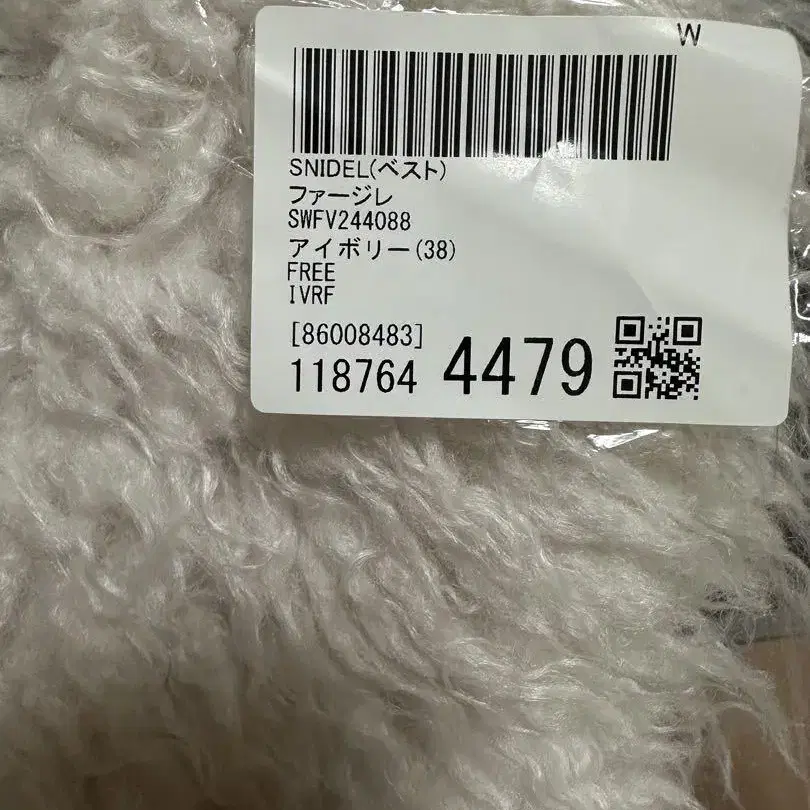 W
SNIDEL(ベスト)
ファージレ
SWFV244088
アイボリー(38)
FREE
IVRF
[86008483]
118764 4479